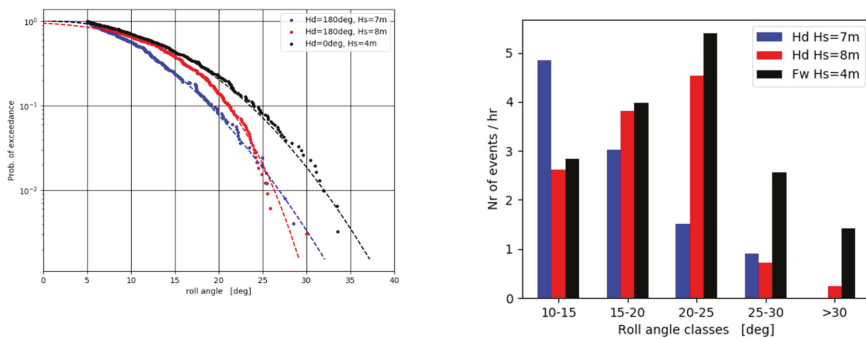 Hd=180deg, Hs=7m
Hd=180deg, Hs=8m
Hd=0deg, Hs=4m
Prob. of exceedance
10⁰
10⁻¹
10⁻²
0 5 10 15 20 25 30 35 40
roll angle [deg]
Hd Hs=7m
Hd Hs=8m
Fw Hs=4m
Nr of events / hr
5
4
3
2
1
0
10-15 15-20 20-25 25-30 >30
Roll angle classes [deg]